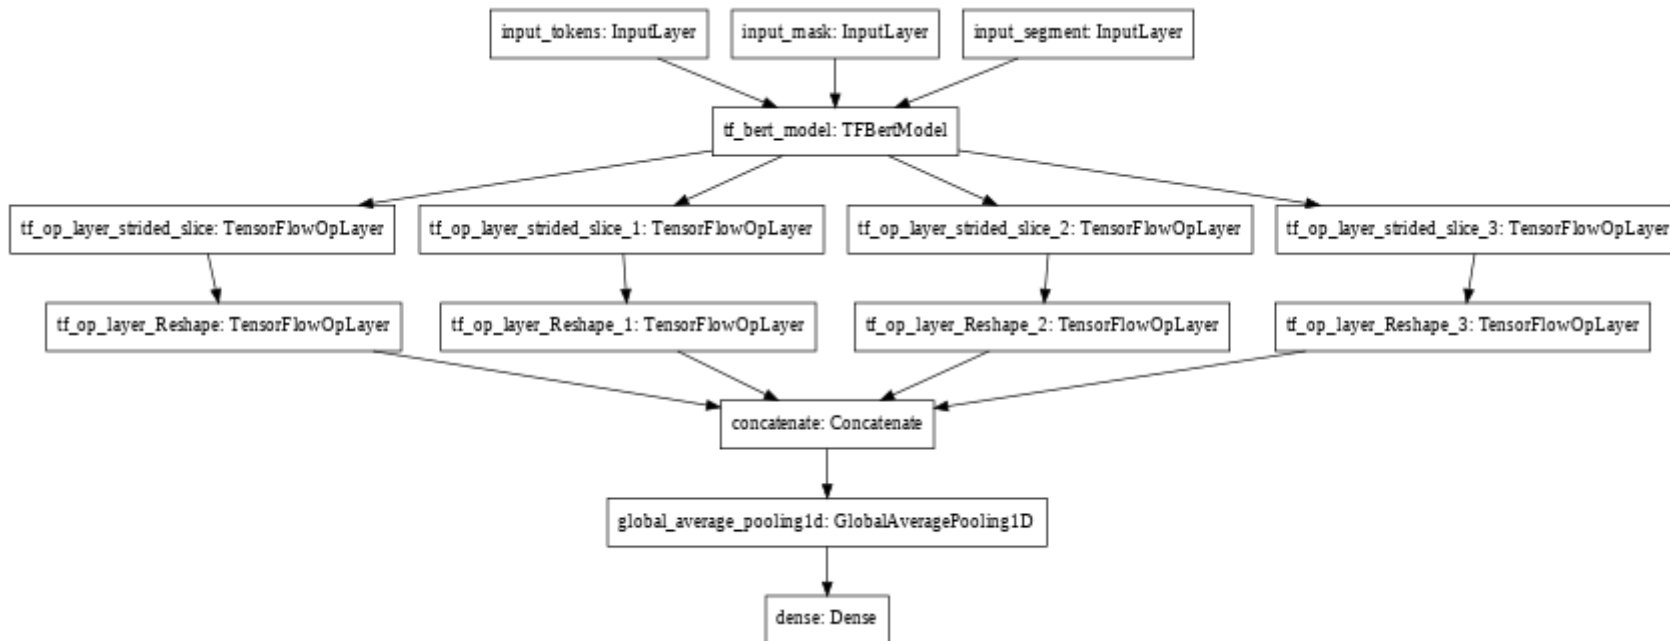 input_tokens: InputLayer
input_mask: InputLayer
input_segment: InputLayer
tf_bert_model: TFBertModel
tf_op_layer_strided_slice: TensorFlowOpLayer
tf_op_layer_strided_slice_1: TensorFlowOpLayer
tf_op_layer_strided_slice_2: TensorFlowOpLayer
tf_op_layer_strided_slice_3: TensorFlowOpLayer
tf_op_layer_Reshape: TensorFlowOpLayer
tf_op_layer_Reshape_1: TensorFlowOpLayer
tf_op_layer_Reshape_2: TensorFlowOpLayer
tf_op_layer_Reshape_3: TensorFlowOpLayer
concatenate: Concatenate
global_average_pooling1d: GlobalAveragePooling1D
dense: Dense